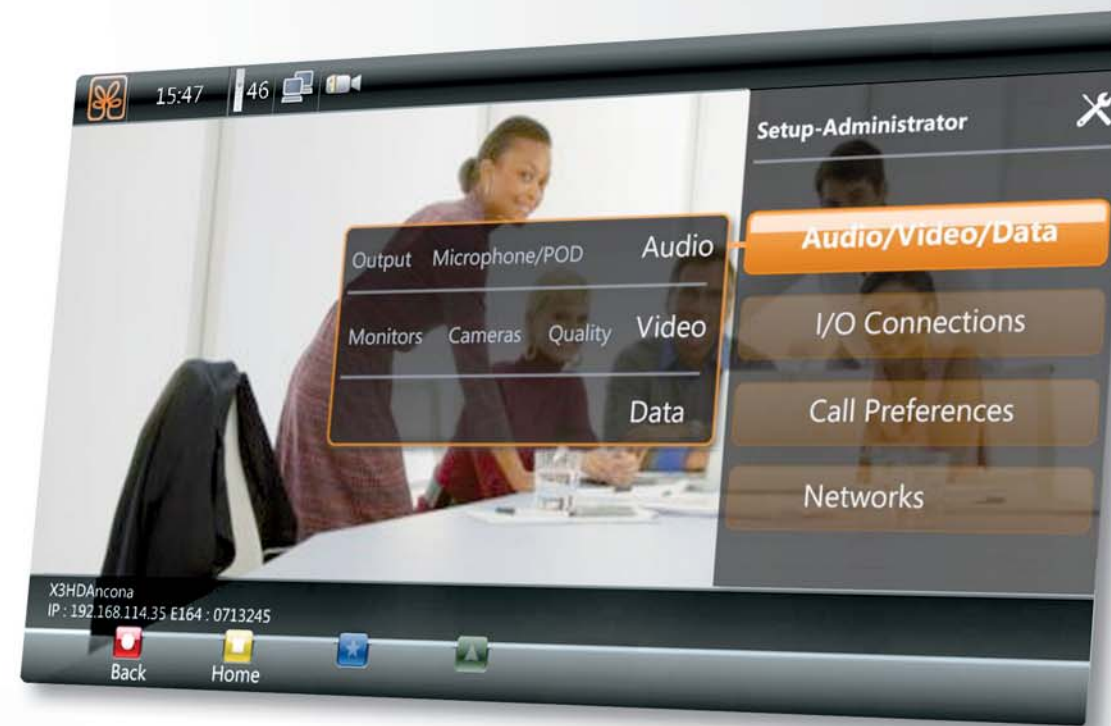 15:47 46
Setup-Administrator
Audio/Video/Data
Output Microphone/POD Audio
Monitors Cameras Quality Video
Data
I/O Connections
Call Preferences
Networks
X3HDAncona
IP : 192.168.114.35 E164 : 0713245
Back Home